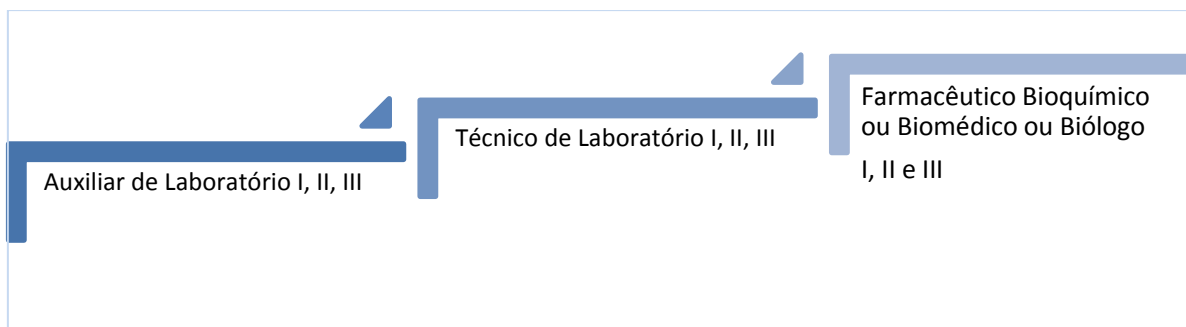 Auxiliar de Laboratório I, II, III
Técnico de Laboratório I, II, III
Farmacêutico Bioquímico
ou Biomédico ou Biólogo
I, II e III